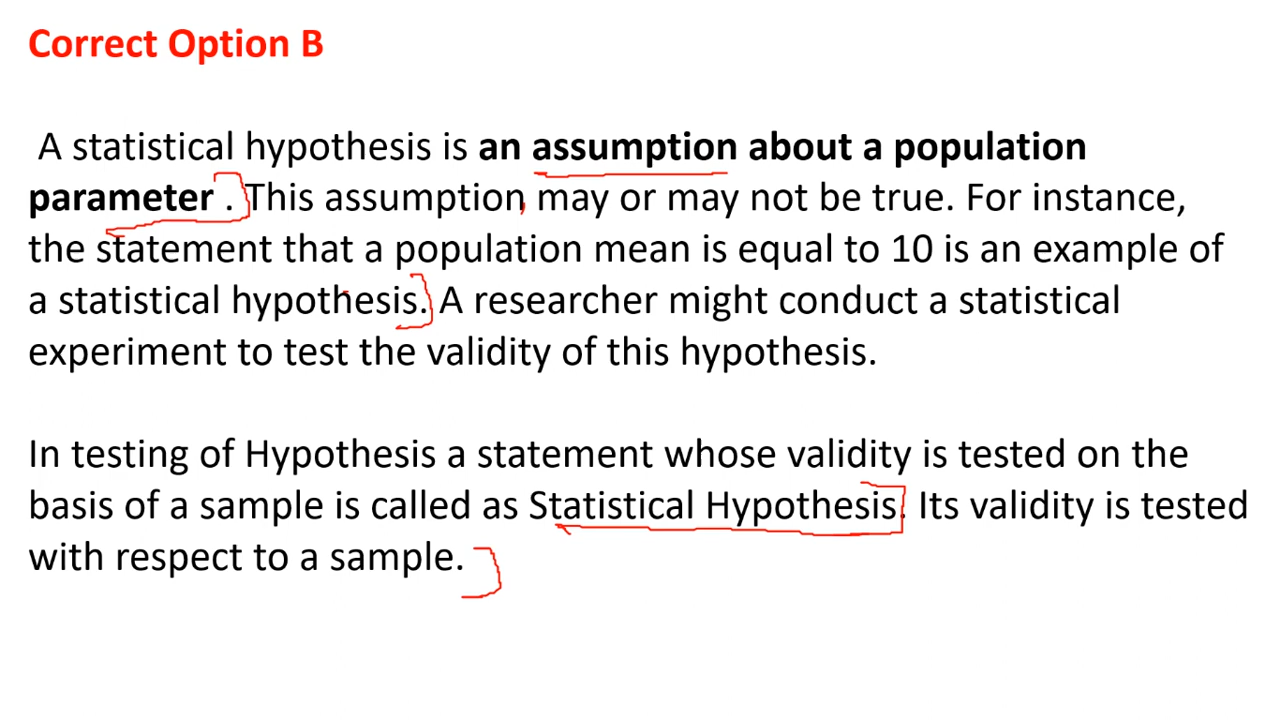 Correct Option B
A statistical hypothesis is an assumption about a population
parameter . This assumption may or may not be true. For instance,
the statement that a population mean is equal to 10 is an example of
a statistical hypothesis. A researcher might conduct a statistical
experiment to test the validity of this hypothesis.
In testing of Hypothesis a statement whose validity is tested on the
basis of a sample is called as Statistical Hypothesis. Its validity is tested
with respect to a sample.